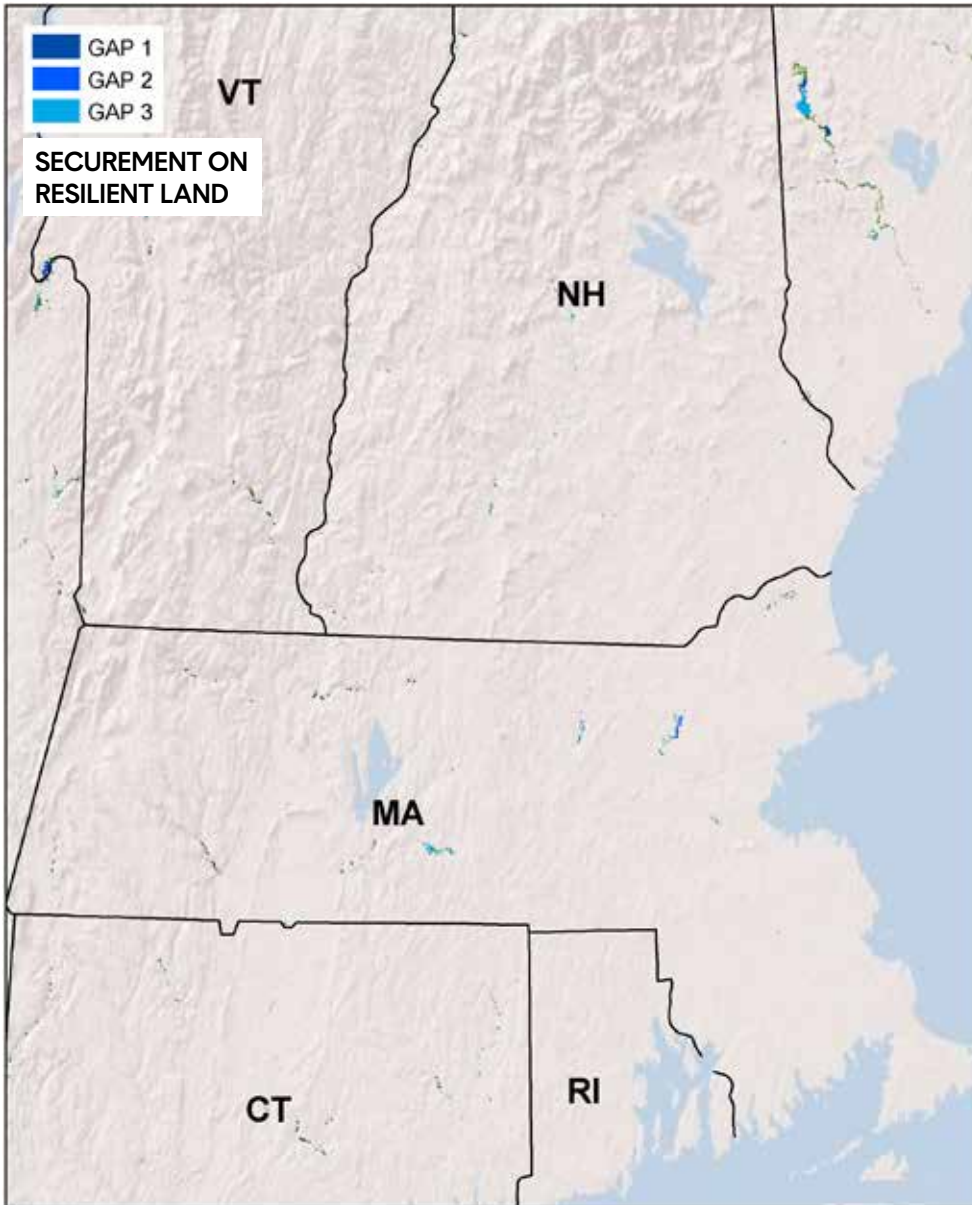 GAP 1
GAP 2
GAP 3
SECUREMENT ON
RESILIENT LAND
VT
NH
MA
CT
RI